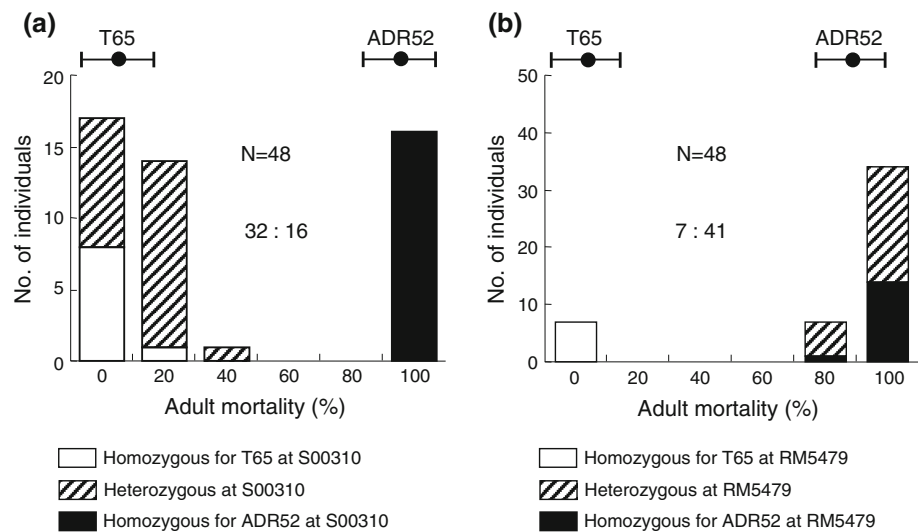 (a)
T65
ADR52
20
15
10
5
0
No. of individuals
N=48
32 : 16
0 20 40 60 80 100
Adult mortality (%)
Homozygous for T65 at S00310
Heterozygous at S00310
Homozygous for ADR52 at S00310
(b)
T65
ADR52
50
40
30
20
10
0
No. of individuals
N=48
7 : 41
0 20 40 60 80 100
Adult mortality (%)
Homozygous for T65 at RM5479
Heterozygous at RM5479
Homozygous for ADR52 at RM5479